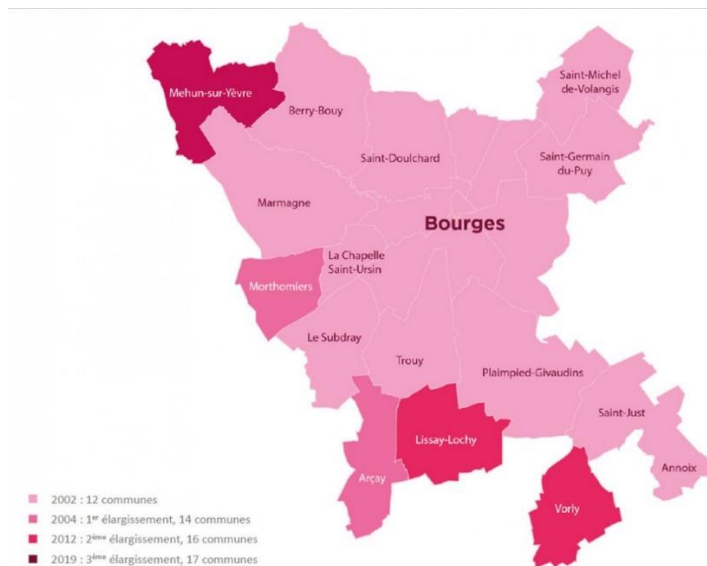 Mehun-sur-Yèvre
Berry-Bouy
Saint-Michel
de-Volangis
Saint-Doulchard
Saint-Germain
du-Puy
Marmagne
Bourges
La Chapelle
Saint-Ursin
Morthomiers
Le Subdray
Trouy
Plaimpied-Givaudins
Saint-Just
Lissay-Lochy
Annoix
Arçay
Vorly
2002 : 12 communes
2004 : 1er élargissement, 14 communes
2012 : 2ème élargissement, 16 communes
2019 : 3ème élargissement, 17 communes